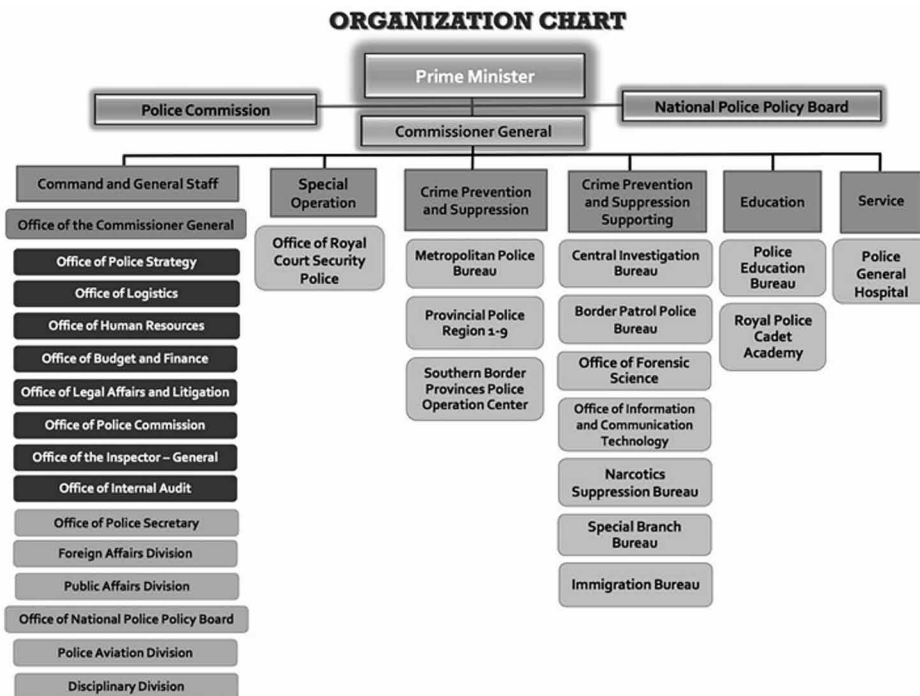 ORGANIZATION CHART
Prime Minister
Police Commission
National Police Policy Board
Commissioner General
Command and General Staff
Office of the Commissioner General
Office of Police Strategy
Office of Logistics
Office of Human Resources
Office of Budget and Finance
Office of Legal Affairs and Litigation
Office of Police Commission
Office of the Inspector – General
Office of Internal Audit
Office of Police Secretary
Foreign Affairs Division
Public Affairs Division
Office of National Police Policy Board
Police Aviation Division
Disciplinary Division
Special
Operation
Office of Royal
Court Security
Police
Crime Prevention
and Suppression
Metropolitan Police
Bureau
Provincial Police
Region 1-9
Southern Border
Provinces Police
Operation Center
Crime Prevention
and Suppression
Supporting
Central Investigation
Bureau
Border Patrol Police
Bureau
Office of Forensic
Science
Office of Information
and Communication
Technology
Narcotics
Suppression Bureau
Special Branch
Bureau
Immigration Bureau
Education
Police
Education
Bureau
Royal Police
Cadet
Academy
Service
Police
General
Hospital